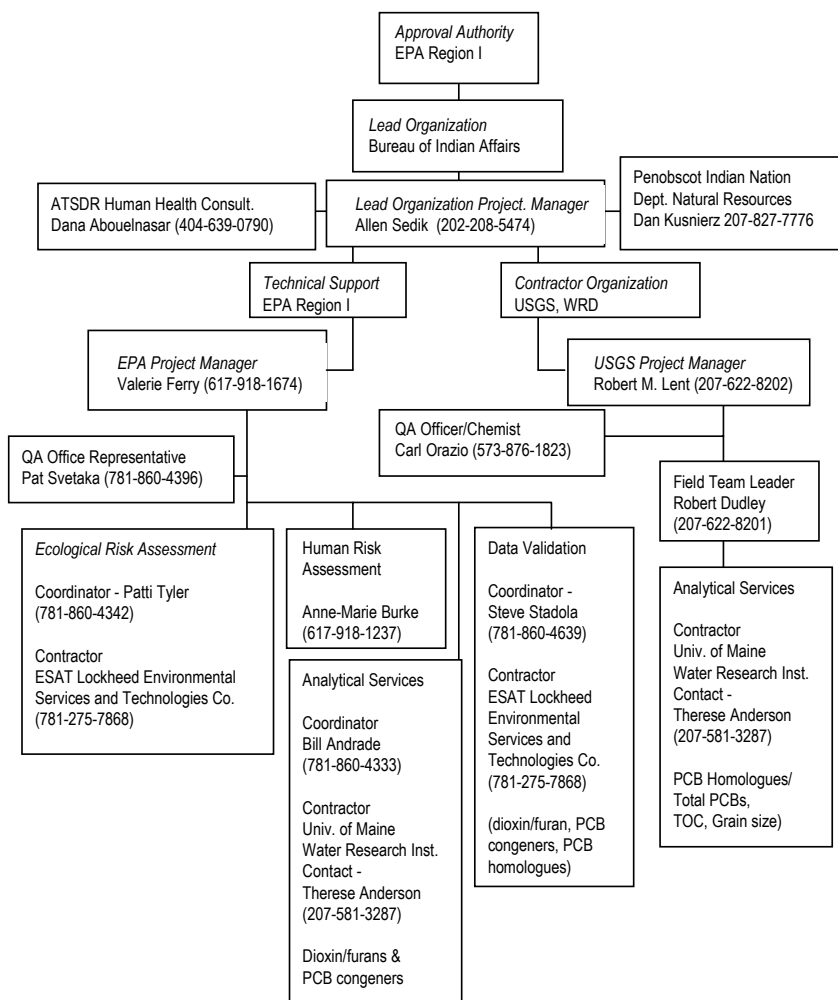 Approval Authority
EPA Region I
Lead Organization
Bureau of Indian Affairs
ATSDR Human Health Consult.
Dana Abouelnasar (404-639-0790)
Lead Organization Project. Manager
Allen Sedik (202-208-5474)
Penobscot Indian Nation
Dept. Natural Resources
Dan Kusnierz 207-827-7776
Technical Support
EPA Region I
Contractor Organization
USGS, WRD
EPA Project Manager
Valerie Ferry (617-918-1674)
USGS Project Manager
Robert M. Lent (207-622-8202)
QA Officer/Chemist
Carl Orazio (573-876-1823)
QA Office Representative
Pat Svetaka (781-860-4396)
Field Team Leader
Robert Dudley
(207-622-8201)
Ecological Risk Assessment
Coordinator - Patti Tyler
(781-860-4342)
Contractor
ESAT Lockheed Environmental
Services and Technologies Co.
(781-275-7868)
Human Risk
Assessment
Anne-Marie Burke
(617-918-1237)
Analytical Services
Coordinator
Bill Andrade
(781-860-4333)
Contractor
Univ. of Maine
Water Research Inst.
Contact -
Therese Anderson
(207-581-3287)
Dioxin/furans &
PCB congeners
Data Validation
Coordinator -
Steve Stadola
(781-860-4639)
Contractor
ESAT Lockheed
Environmental
Services and
Technologies Co.
(781-275-7868)
(dioxin/furan, PCB
congeners, PCB
homologues)
Analytical Services
Contractor
Univ. of Maine
Water Research Inst.
Contact -
Therese Anderson
(207-581-3287)
PCB Homologues/
Total PCBs,
TOC, Grain size)